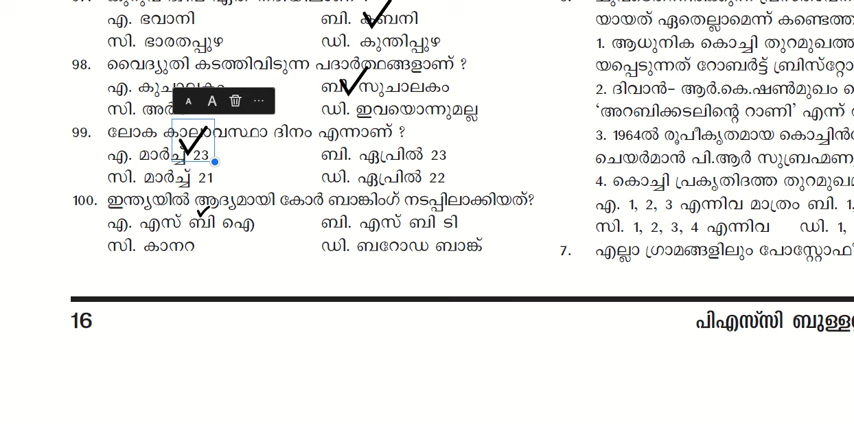 എ. ഭവാനി ബി. കബനി
സി. ഭാരതപ്പുഴ ഡി. കുന്തിപ്പുഴ
98. വൈദ്യുതി കടത്തിവിടുന്ന പദാർത്ഥങ്ങളാണ് ?
എ. കുചാലകം ബി. സുചാലകം
സി. ഡി. ഇവയൊന്നുമല്ല
99. ലോക കാലാവസ്ഥാ ദിനം എന്നാണ് ?
എ. മാർച്ച് 23 ബി. ഏപ്രിൽ 23
സി. മാർച്ച് 21 ഡി. ഏപ്രിൽ 22
100. ഇന്ത്യയിൽ ആദ്യമായി കോർ ബാങ്കിംഗ് നടപ്പിലാക്കിയത്?
എ. എസ് ബി ഐ ബി. എസ് ബി ടി
സി. കാനറ ഡി. ബറോഡ ബാങ്ക്
16
യായത് ഏതെല്ലാമെന്ന് കണ്ടെത്ത
1. ആധുനിക കൊച്ചി തുറമുഖത്ത
യപ്പെടുന്നത് റോബർട്ട് ബ്രിസ്റ്റോ
2. ദിവാൻ- ആർ.കെ.ഷൺമുഖം
'അറബിക്കടലിന്റെ റാണി' എന്ന്
3. 1964ൽ രൂപീകൃതമായ കൊച്ചിൻ
ചെയർമാൻ പി.ആർ സുബ്രഹ്മണ
4. കൊച്ചി പ്രകൃതിദത്ത തുറമുഖമ
എ. 1, 2, 3 എന്നിവ മാത്രം ബി. 1,
സി. 1, 2, 3, 4 എന്നിവ ഡി. 1,
7. എല്ലാ ഗ്രാമങ്ങളിലും പോസ്റ്റോഫീ
പിഎസ്‌സി ബുള്ള
A A ...